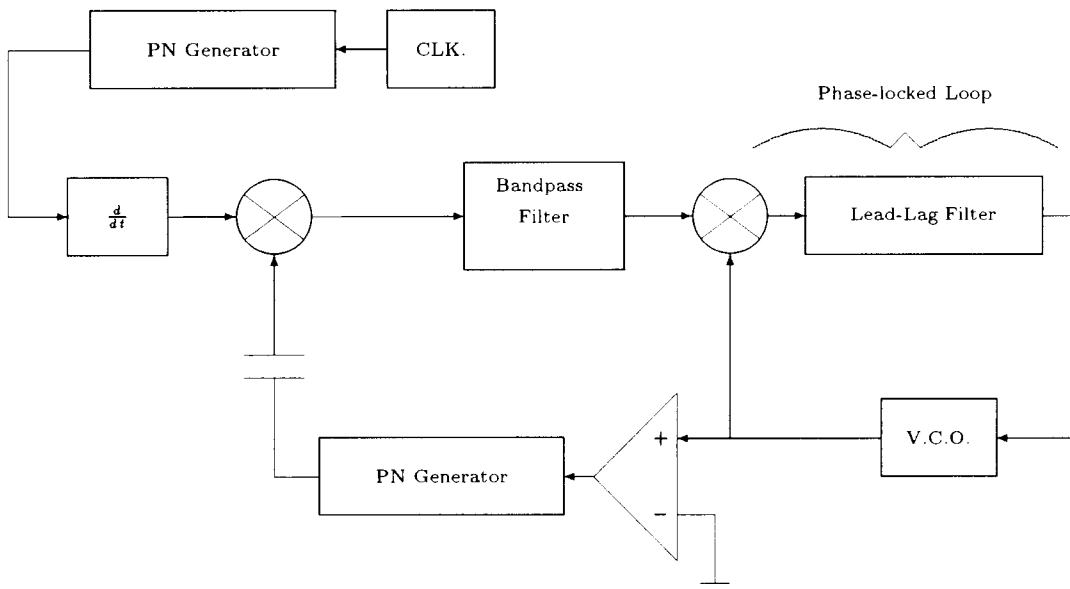 PN Generator
CLK.
Phase-locked Loop
d
dt
Bandpass
Filter
Lead-Lag Filter
V.C.O.
+
PN Generator
−